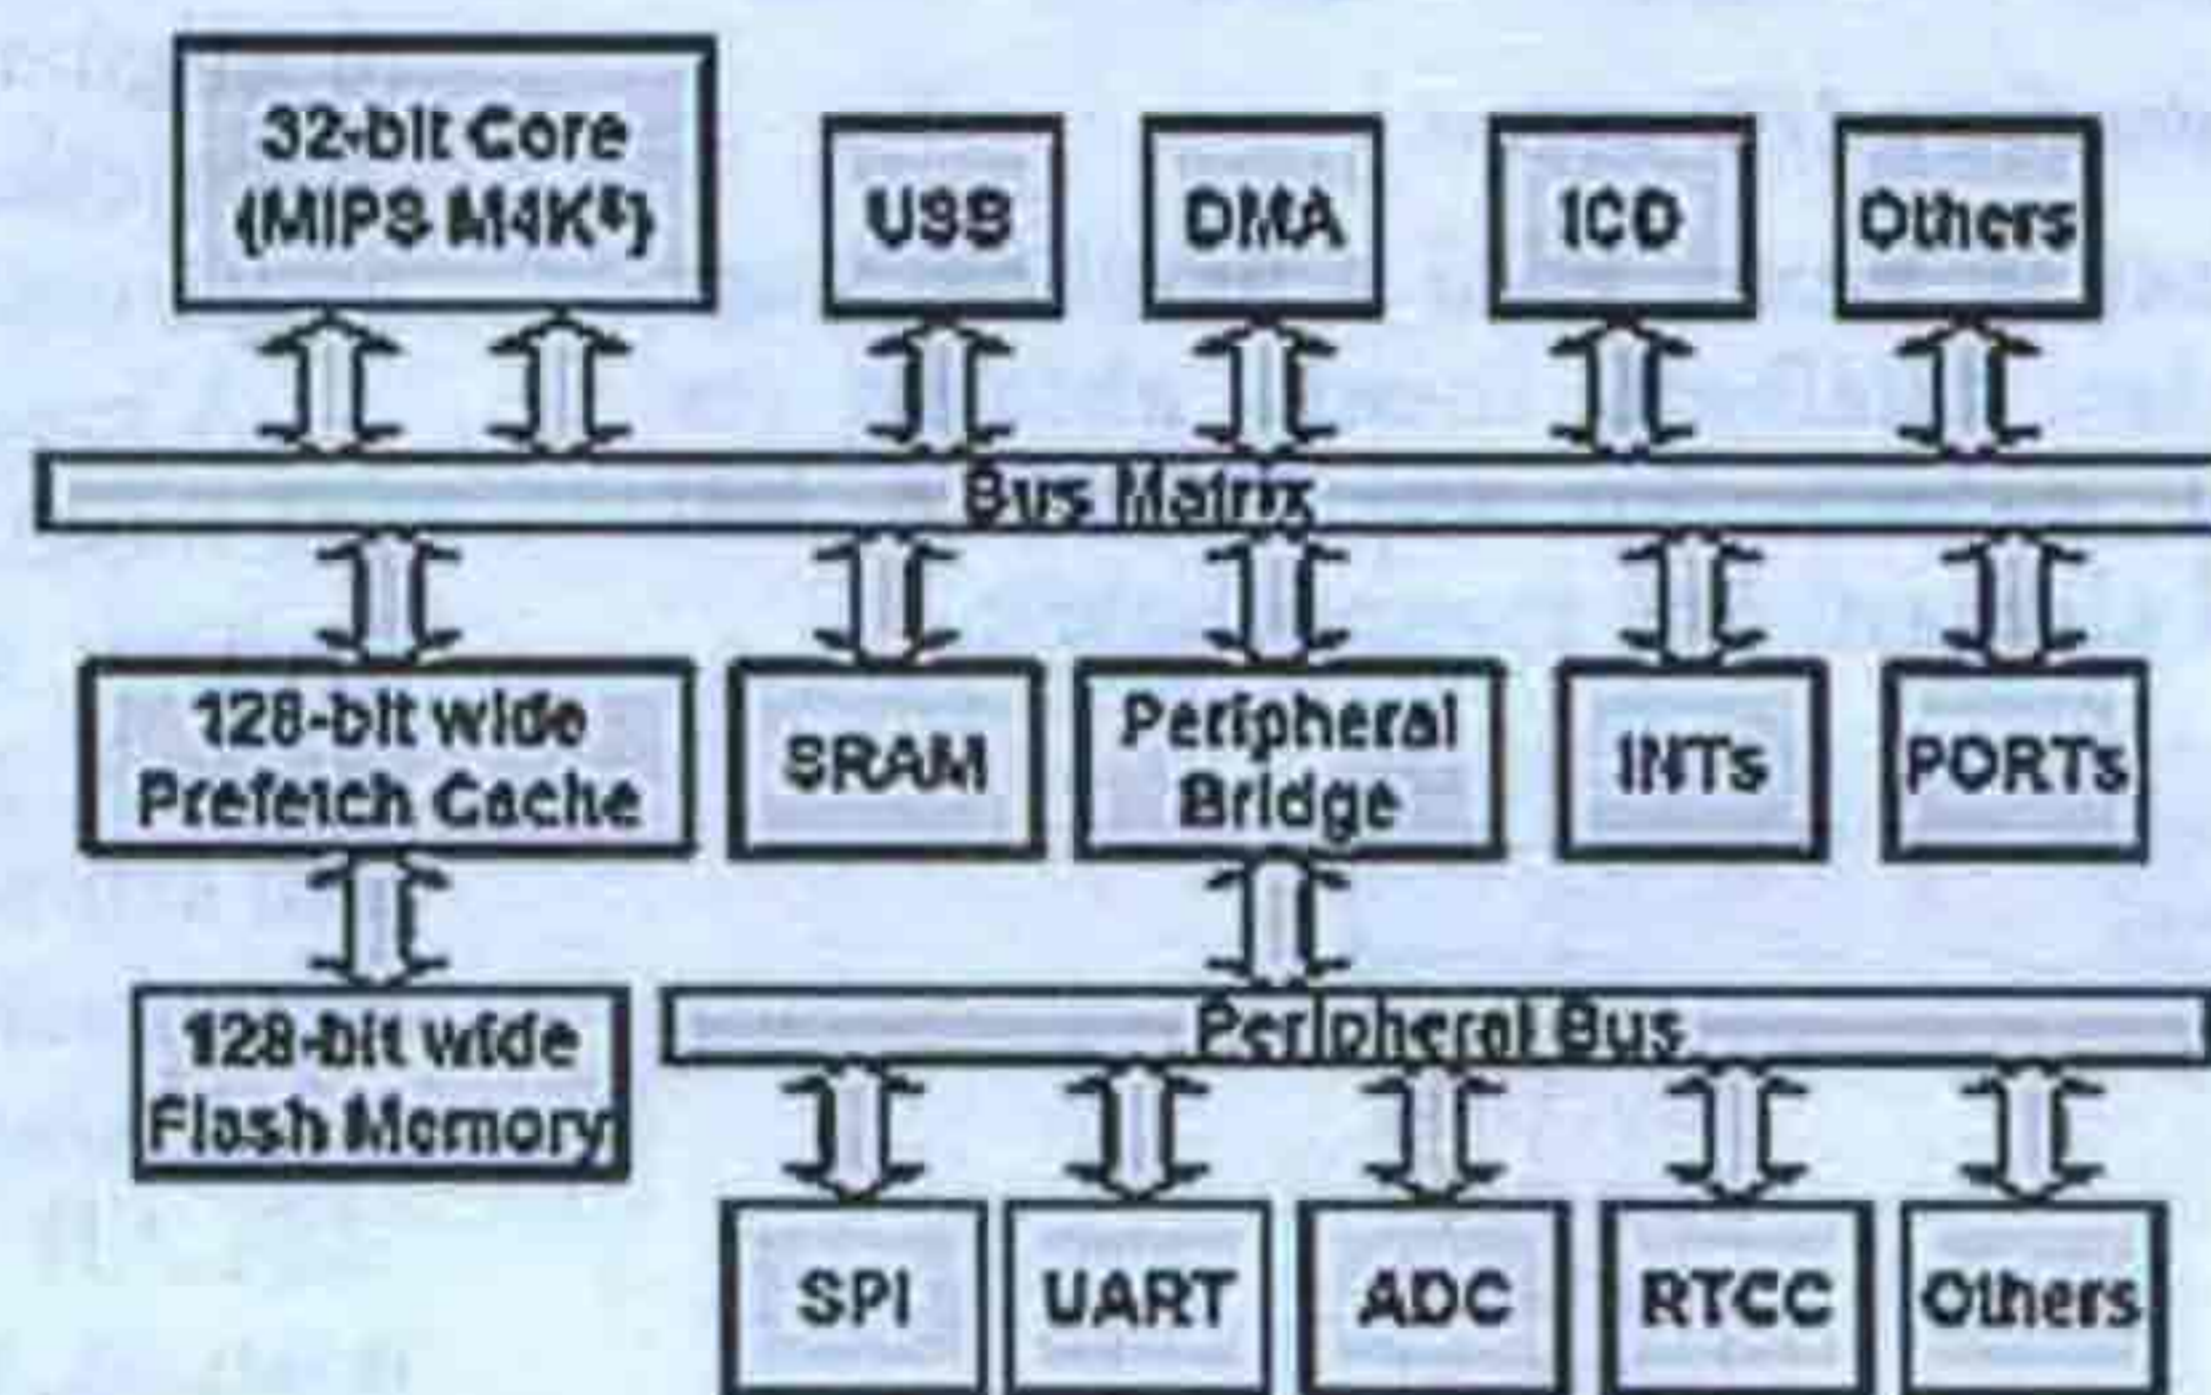 32-bit Core
(MIPS M4K®)
USB
DMA
ICD
Others
Bus Matrix
128-bit wide
Prefetch Cache
SRAM
Peripheral
Bridge
INTs
PORTs
128-bit wide
Flash Memory
Peripheral Bus
SPI
UART
ADC
RTCC
Others